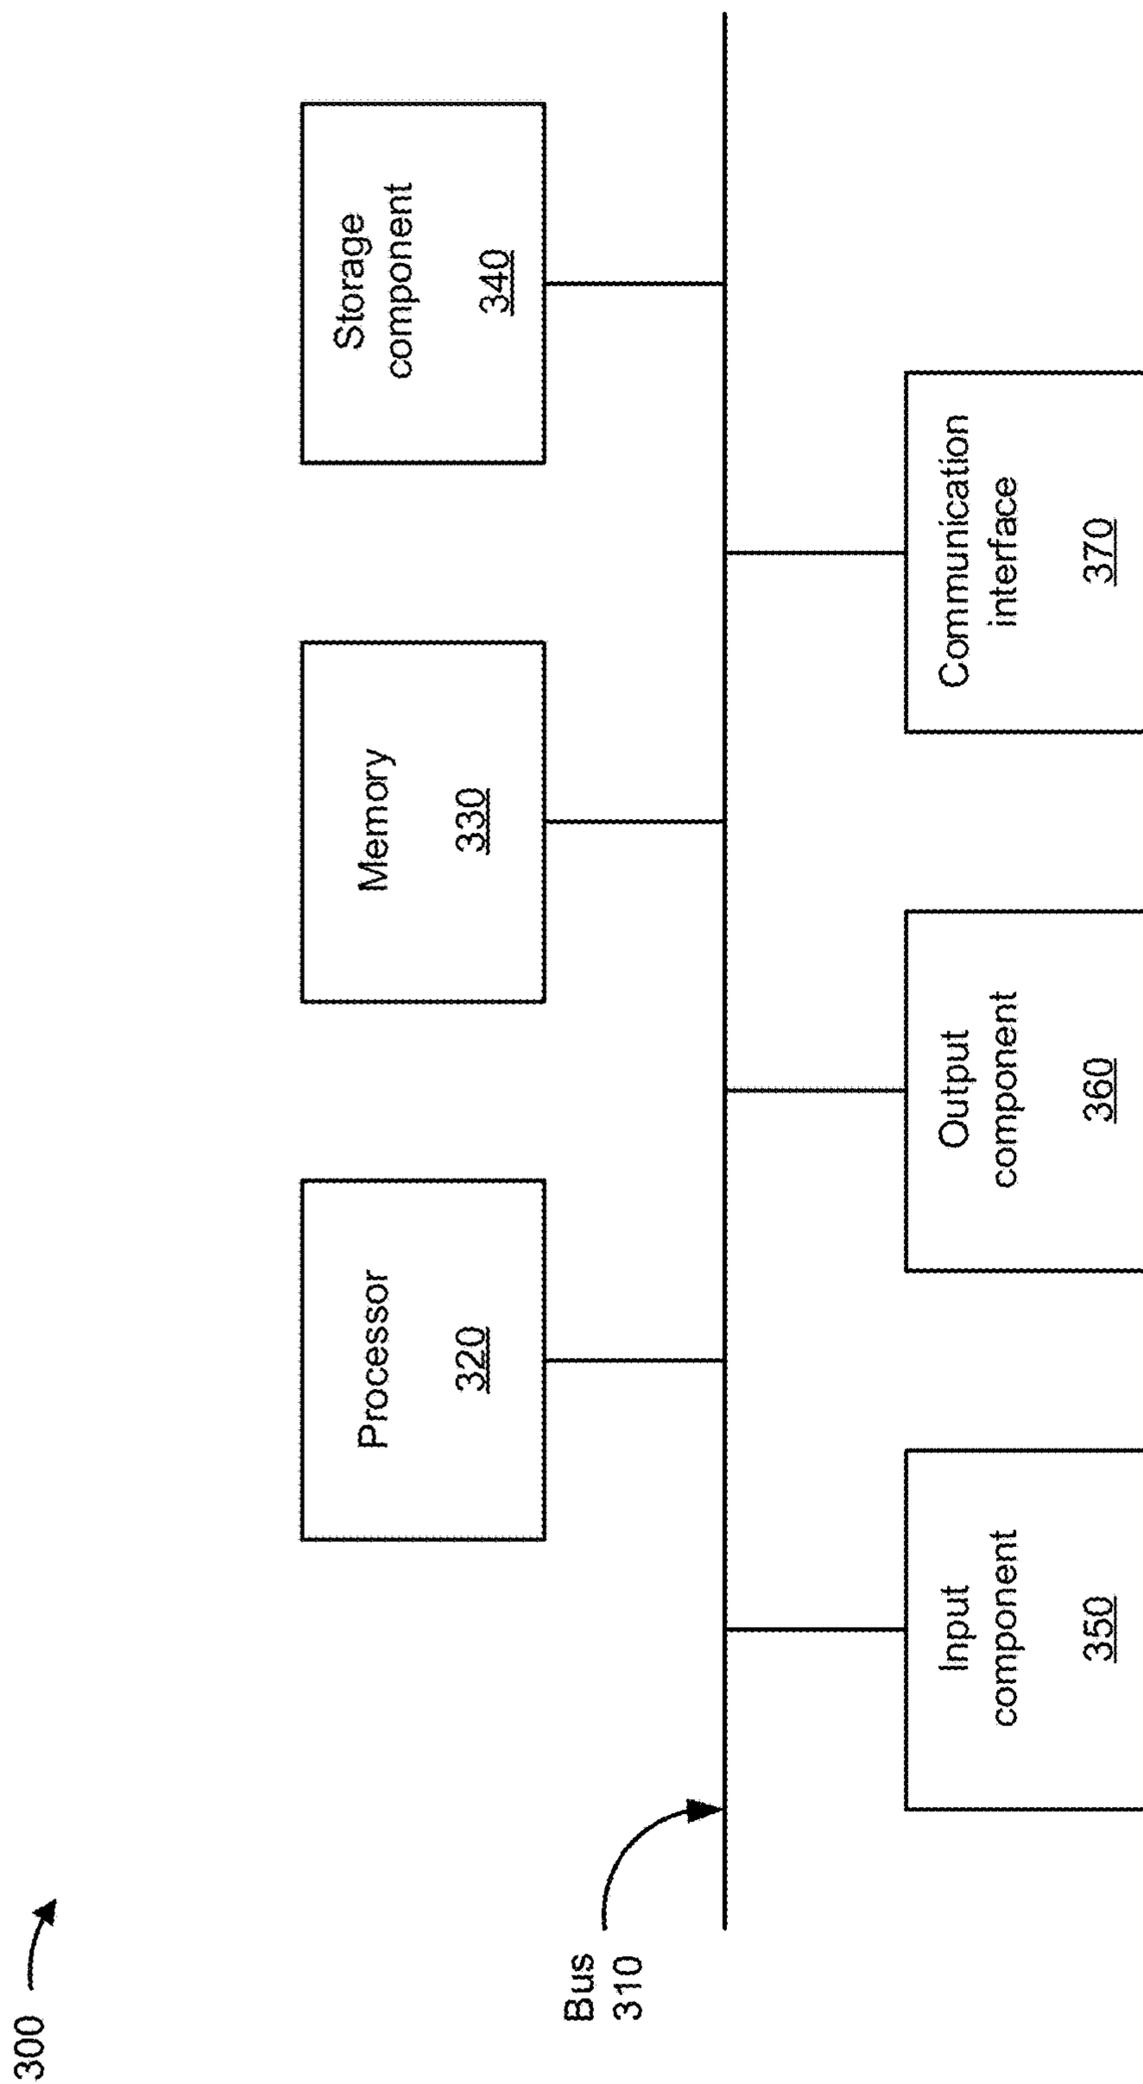 300
Processor
320
Memory
330
Storage
component
340
Bus
310
Input
component
350
Output
component
360
Communication
interface
370